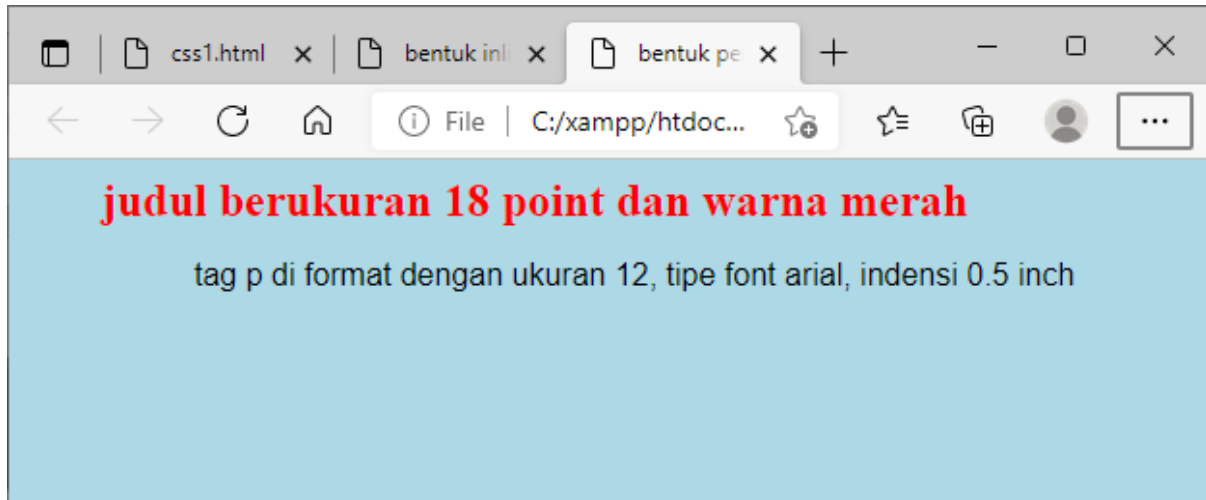 css1.html
bentuk inli
bentuk pe
File
C:/xampp/htdoc...
judul berukuran 18 point dan warna merah
tag p di format dengan ukuran 12, tipe font arial, indensi 0.5 inch